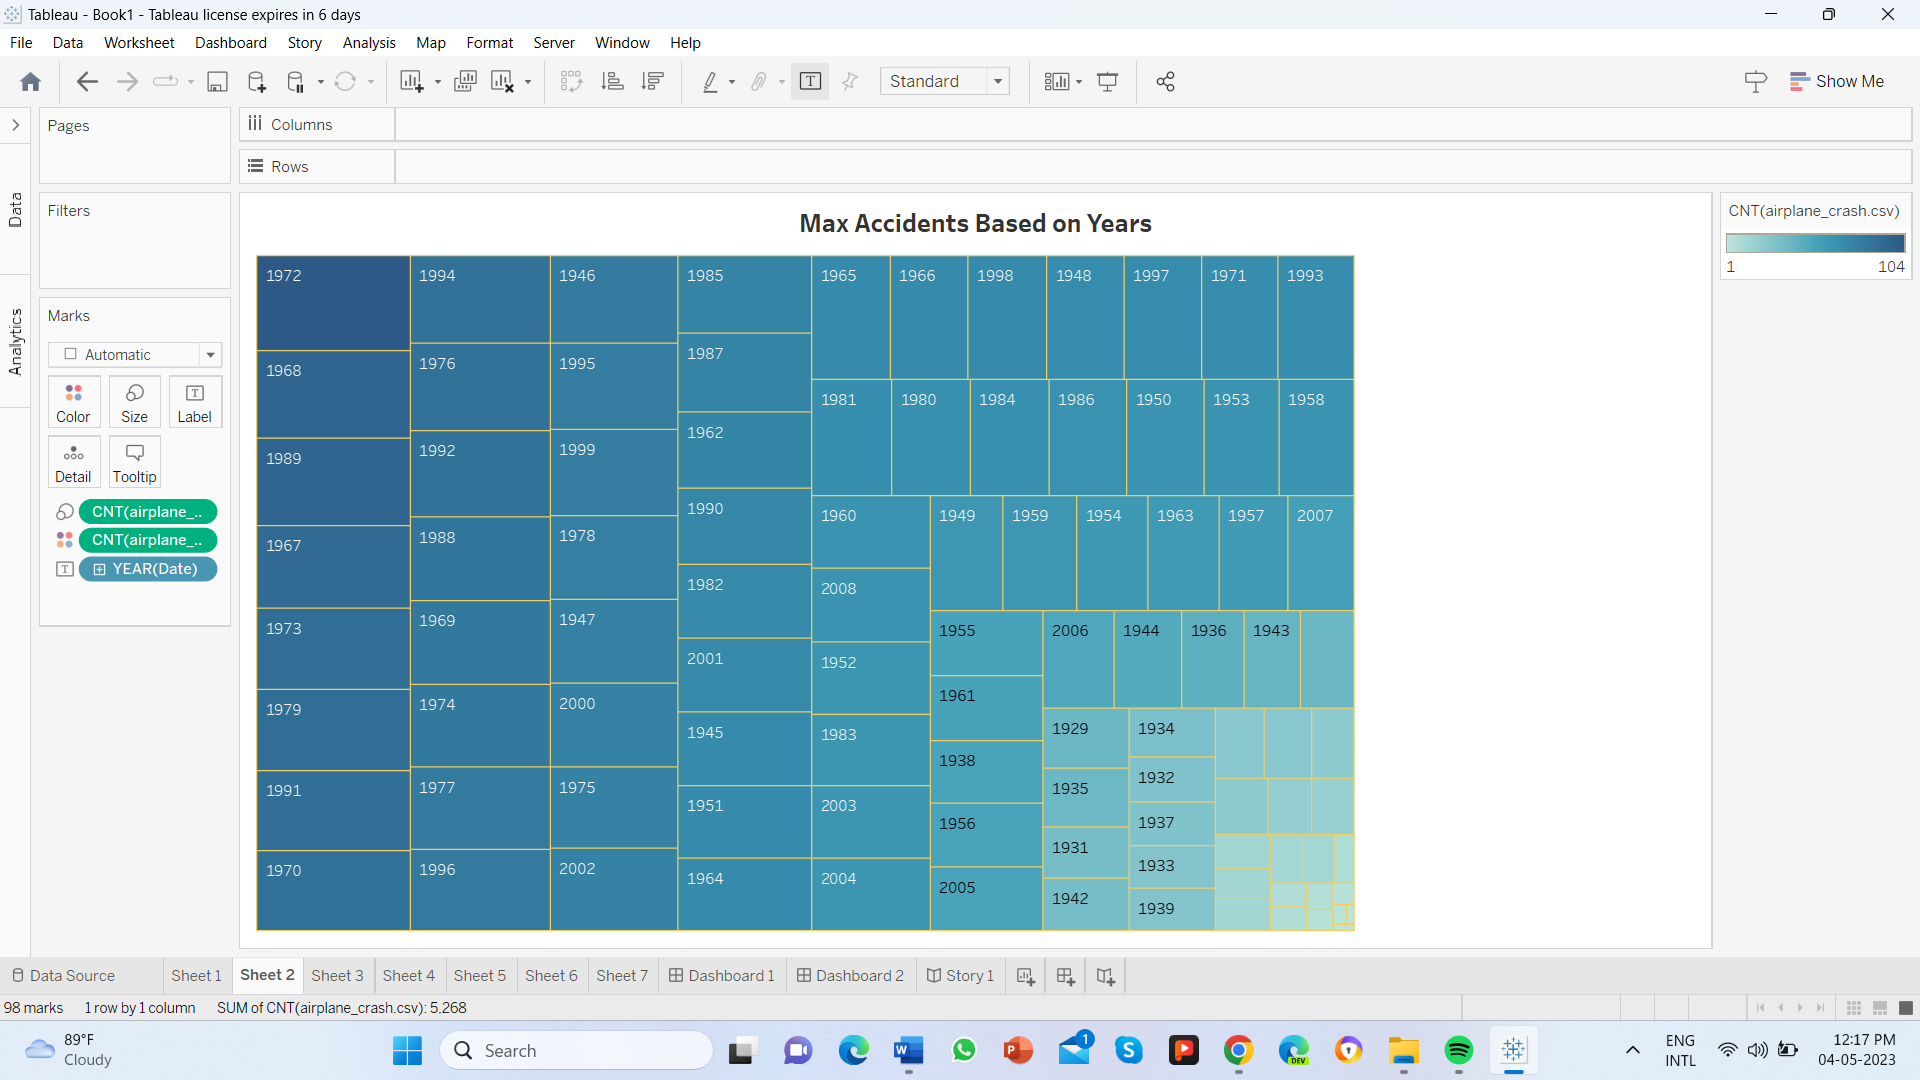 Tableau - Book1 - Tableau license expires in 6 days
File Data Worksheet Dashboard Story Analysis Map Format Server Window Help
Standard
Show Me
Data
Analytics
Pages
Filters
Marks
Automatic
Color Size Label
Detail Tooltip
CNT(airplane_..
CNT(airplane_..
YEAR(Date)
Columns
Rows
Max Accidents Based on Years
1972
1968
1989
1967
1973
1979
1991
1970
1994
1976
1992
1988
1969
1974
1977
1996
1946
1995
1999
1978
1947
2000
1975
2002
1985
1987
1962
1990
1982
2001
1945
1951
1964
1965 1966 1998 1948 1997 1971 1993
1981 1980 1984 1986 1950 1953 1958
1960
2008
1952
1983
2003
2004
1949 1959 1954 1963 1957 2007
1955
1961
1938
1956
2005
2006 1944 1936 1943
1929
1935
1931
1942
1934
1932
1937
1933
1939
CNT(airplane_crash.csv)
1 104
Data Source Sheet 1 Sheet 2 Sheet 3 Sheet 4 Sheet 5 Sheet 6 Sheet 7 Dashboard 1 Dashboard 2 Story 1
98 marks 1 row by 1 column SUM of CNT(airplane_crash.csv): 5,268
89°F
Cloudy
Search
W
P
1
S
P
DEV
ENG
INTL
12:17 PM
04-05-2023